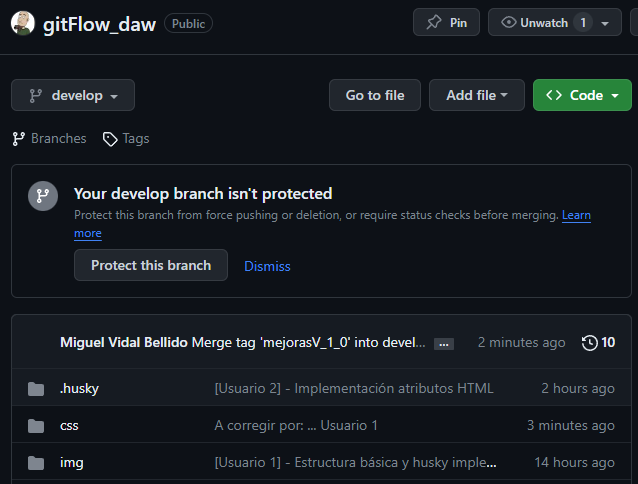 gitFlow_daw Public Pin Unwatch 1
develop Go to file Add file <> Code
Branches Tags
Your develop branch isn't protected
Protect this branch from force pushing or deletion, or require status checks before merging. Learn
more
Protect this branch Dismiss
Miguel Vidal Bellido Merge tag 'mejorasV_1_0' into devel... ... 2 minutes ago 10
.husky [Usuario 2] - Implementación atributos HTML 2 hours ago
css A corregir por: ... Usuario 1 3 minutes ago
img [Usuario 1] - Estructura básica y husky imple... 14 hours ago